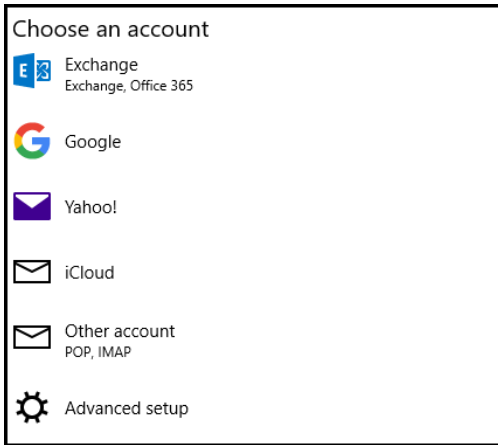 Choose an account
E
Exchange
Exchange, Office 365
Google
Yahoo!
iCloud
Other account
POP, IMAP
Advanced setup